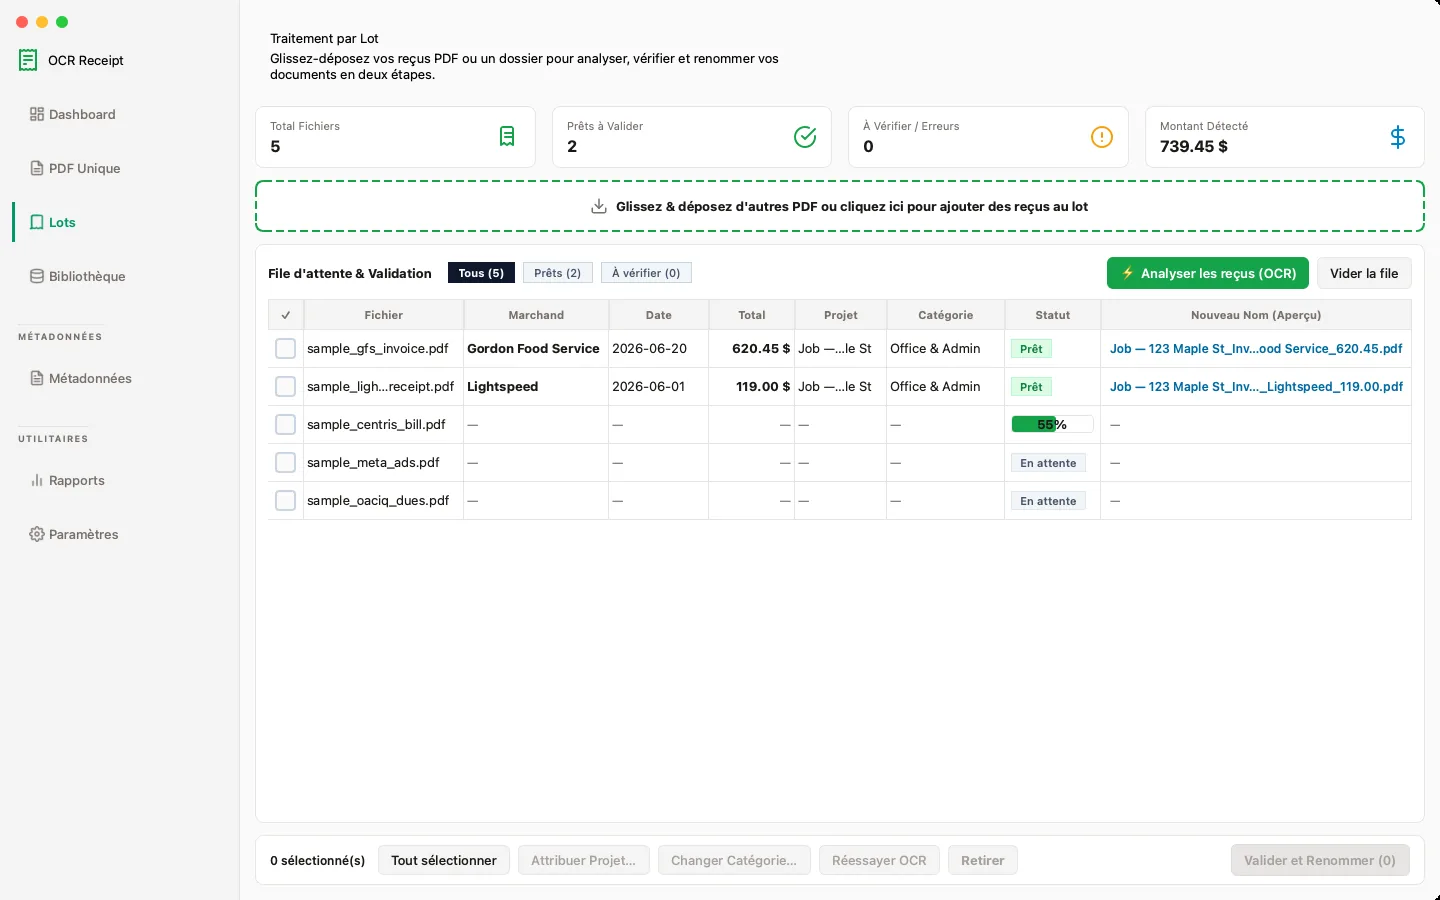 OCR Receipt
Dashboard
PDF Unique
Lots
Bibliothèque
MÉTADONNÉES
Métadonnées
UTILITAIRES
Rapports
Paramètres
Traitement par Lot
Glissez-déposez vos reçus PDF ou un dossier pour analyser, vérifier et renommer vos
documents en deux étapes.
Total Fichiers
5
Prêts à Valider
2
À Vérifier / Erreurs
0
Montant Détecté
739.45 $
Glissez & déposez d'autres PDF ou cliquez ici pour ajouter des reçus au lot
File d'attente & Validation Tous (5) Prêts (2) À vérifier (0) ⚡ Analyser les reçus (OCR) Vider la file
✓ Fichier Marchand Date Total Projet Catégorie Statut Nouveau Nom (Aperçu)
sample_gfs_invoice.pdf Gordon Food Service 2026-06-20 620.45 $ Job —...le St Office & Admin Prêt Job — 123 Maple St_Inv...ood Service_620.45.pdf
sample_ligh...receipt.pdf Lightspeed 2026-06-01 119.00 $ Job —...le St Office & Admin Prêt Job — 123 Maple St_Inv..._Lightspeed_119.00.pdf
sample_centris_bill.pdf — — — — — 55% —
sample_meta_ads.pdf — — — — — En attente —
sample_oaciq_dues.pdf — — — — — En attente —
0 sélectionné(s) Tout sélectionner Attribuer Projet... Changer Catégorie... Réessayer OCR Retirer Valider et Renommer (0)